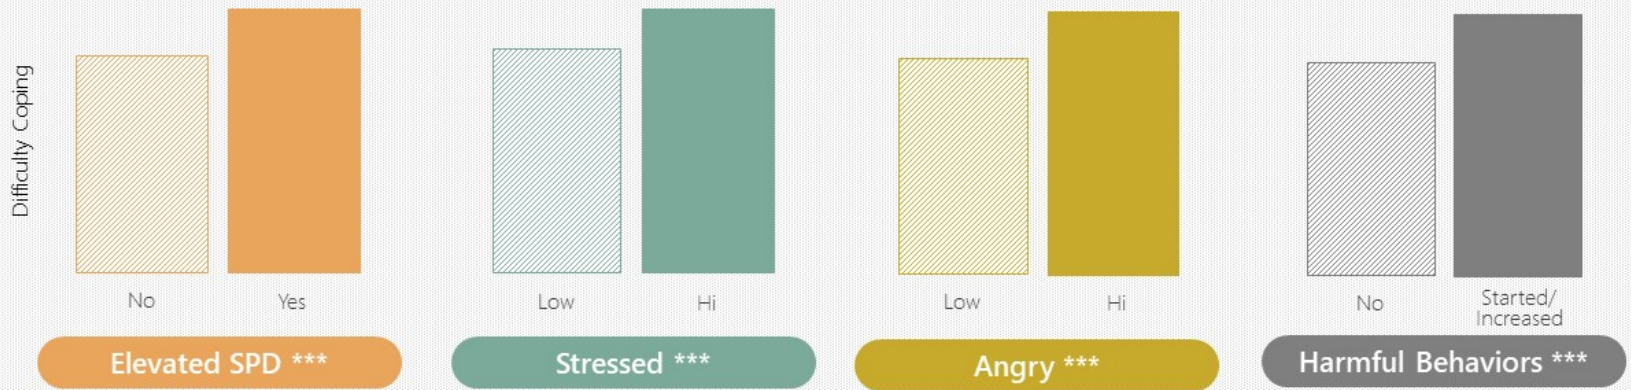 Difficulty Coping
No
Yes
Elevated SPD ***
Low
Hi
Stressed ***
Low
Hi
Angry ***
No
Started/
Increased
Harmful Behaviors ***